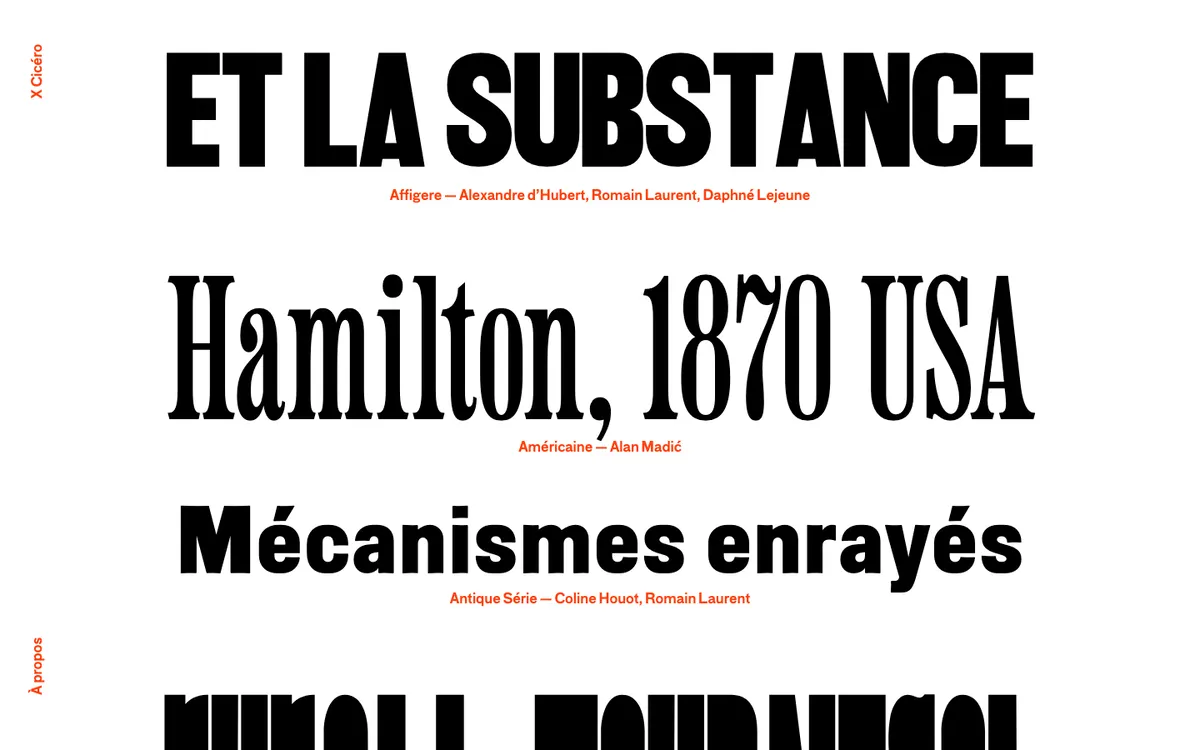 X Cicéro
ET LA SUBSTANCE
Affigere — Alexandre d’Hubert, Romain Laurent, Daphné Lejeune
Hamilton, 1870 USA
Américaine — Alan Madić
Mécanismes enrayés
Antique Série — Coline Houot, Romain Laurent
À propos